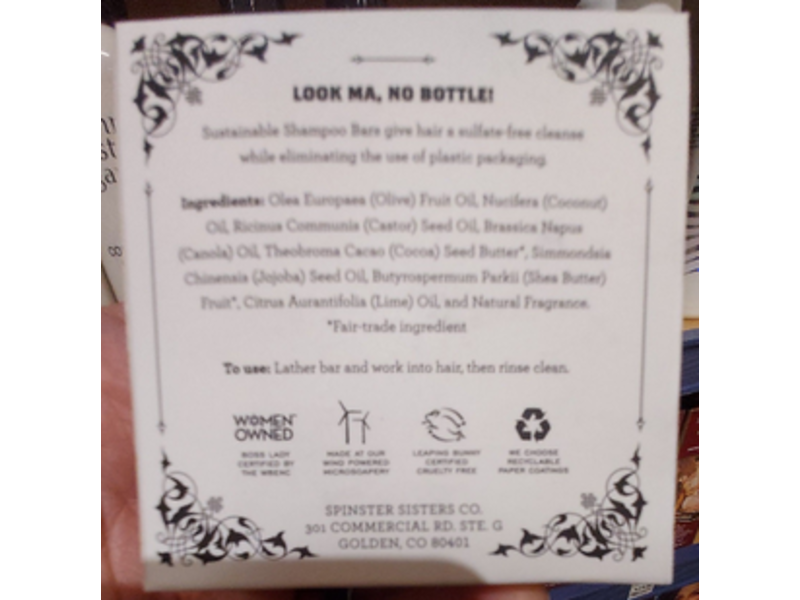 LOOK MA, NO BOTTLE!
Sustainable Shampoo Bars give hair a sulfate-free cleanse
while eliminating the use of plastic packaging.
Ingredients: Olea Europaea (Olive) Fruit Oil, Nucifera (Coconut)
Oil, Ricinus Communis (Castor) Seed Oil, Brassica Napus
(Canola) Oil, Theobroma Cacao (Cocoa) Seed Butter*, Simmondsia
Chinensis (Jojoba) Seed Oil, Butyrospermum Parkii (Shea Butter)
Fruit*, Citrus Aurantifolia (Lime) Oil, and Natural Fragrance.
*Fair-trade ingredient
To use: Lather bar and work into hair, then rinse clean.
WOMEN OWNED
BOSS LADY
CERTIFIED BY
THE WBENC
MADE AT OUR
WIND POWERED
MICROSOAPERY
LEAPING BUNNY
CERTIFIED
CRUELTY FREE
WE CHOOSE
RECYCLABLE
PAPER COATINGS
SPINSTER SISTERS CO.
301 COMMERCIAL RD. STE. G
GOLDEN, CO 80401